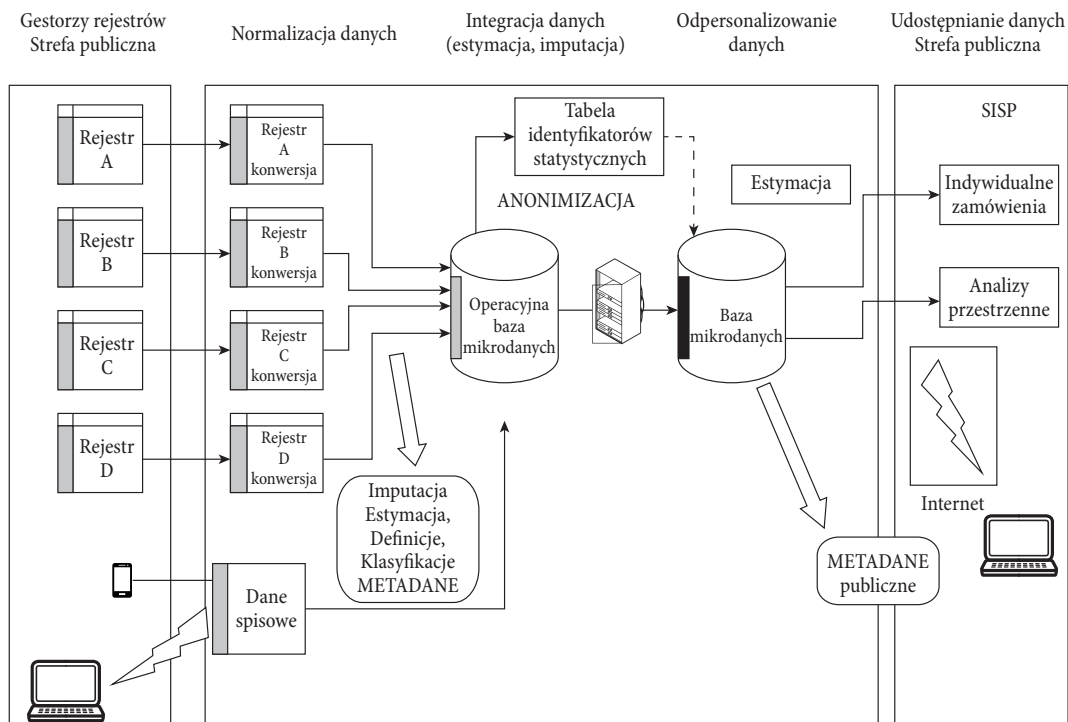 Gestorzy rejestrów
Strefa publiczna
Normalizacja danych
Integracja danych
(estymacja, imputacja)
Odpersonalizowanie
danych
Udostępnianie danych
Strefa publiczna
Rejestr
A
Rejestr
B
Rejestr
C
Rejestr
D
Rejestr
A
konwersja
Rejestr
B
konwersja
Rejestr
C
konwersja
Rejestr
D
konwersja
Dane
spisowe
Imputacja
Estymacja,
Definicje,
Klasyfikacje
METADANE
Tabela
identyfikatorów
statystycznych
ANONIMIZACJA
Operacyjna
baza
mikrodanych
Estymacja
Baza
mikrodanych
METADANE
publiczne
SISP
Indywidualne
zamówienia
Analizy
przestrzenne
Internet